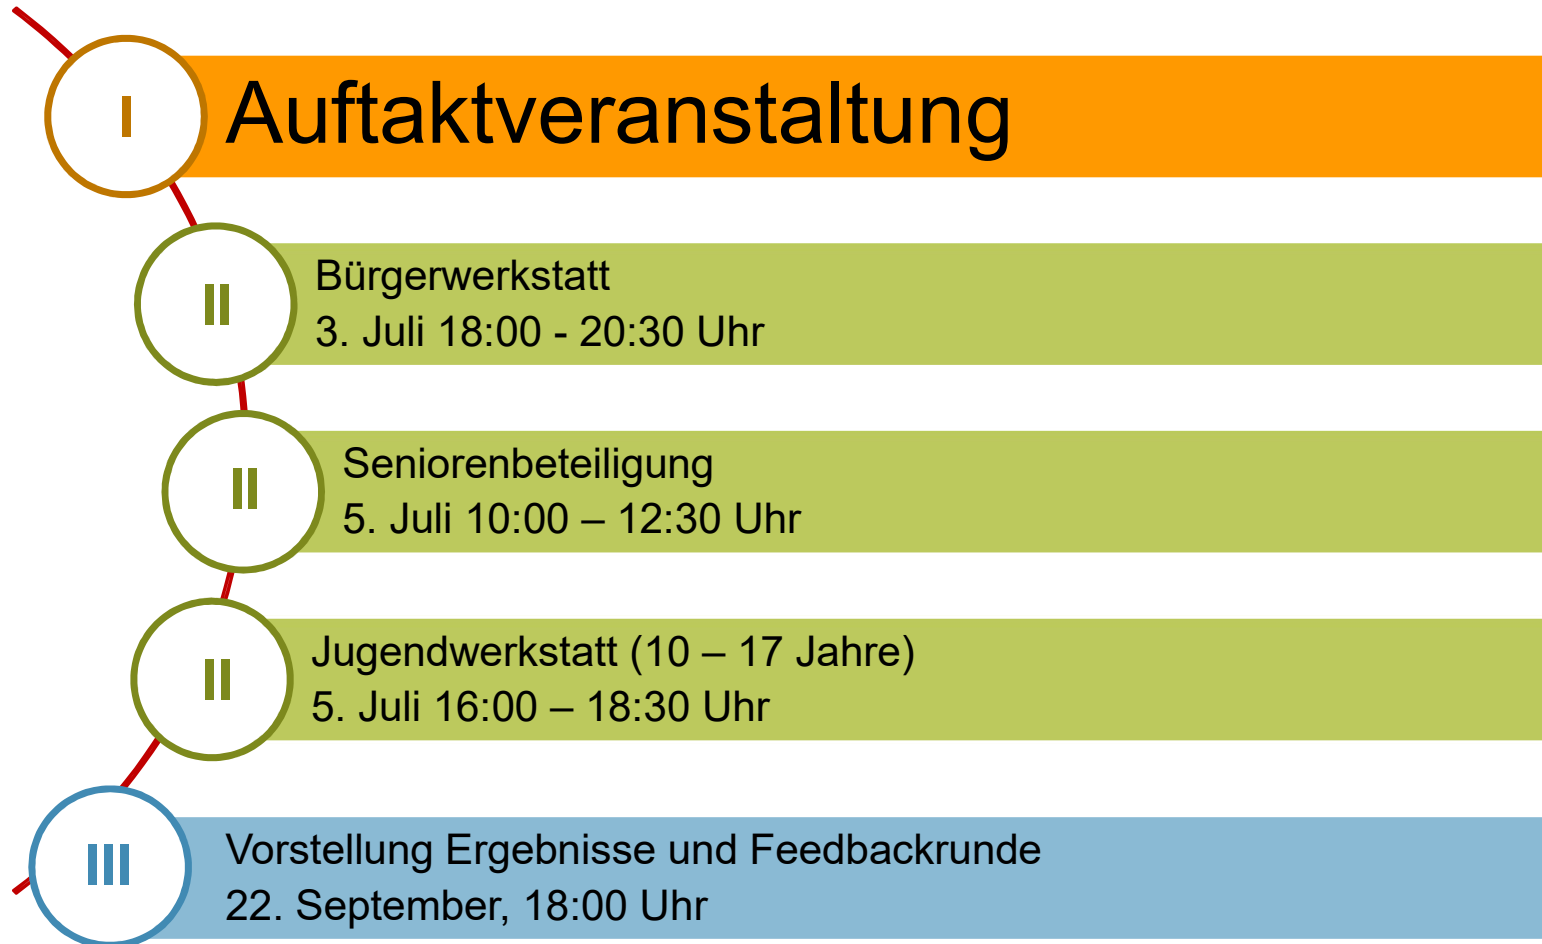 I
Auftaktveranstaltung
II
Bürgerwerkstatt
3. Juli 18:00 - 20:30 Uhr
II
Seniorenbeteiligung
5. Juli 10:00 – 12:30 Uhr
II
Jugendwerkstatt (10 – 17 Jahre)
5. Juli 16:00 – 18:30 Uhr
III
Vorstellung Ergebnisse und Feedbackrunde
22. September, 18:00 Uhr